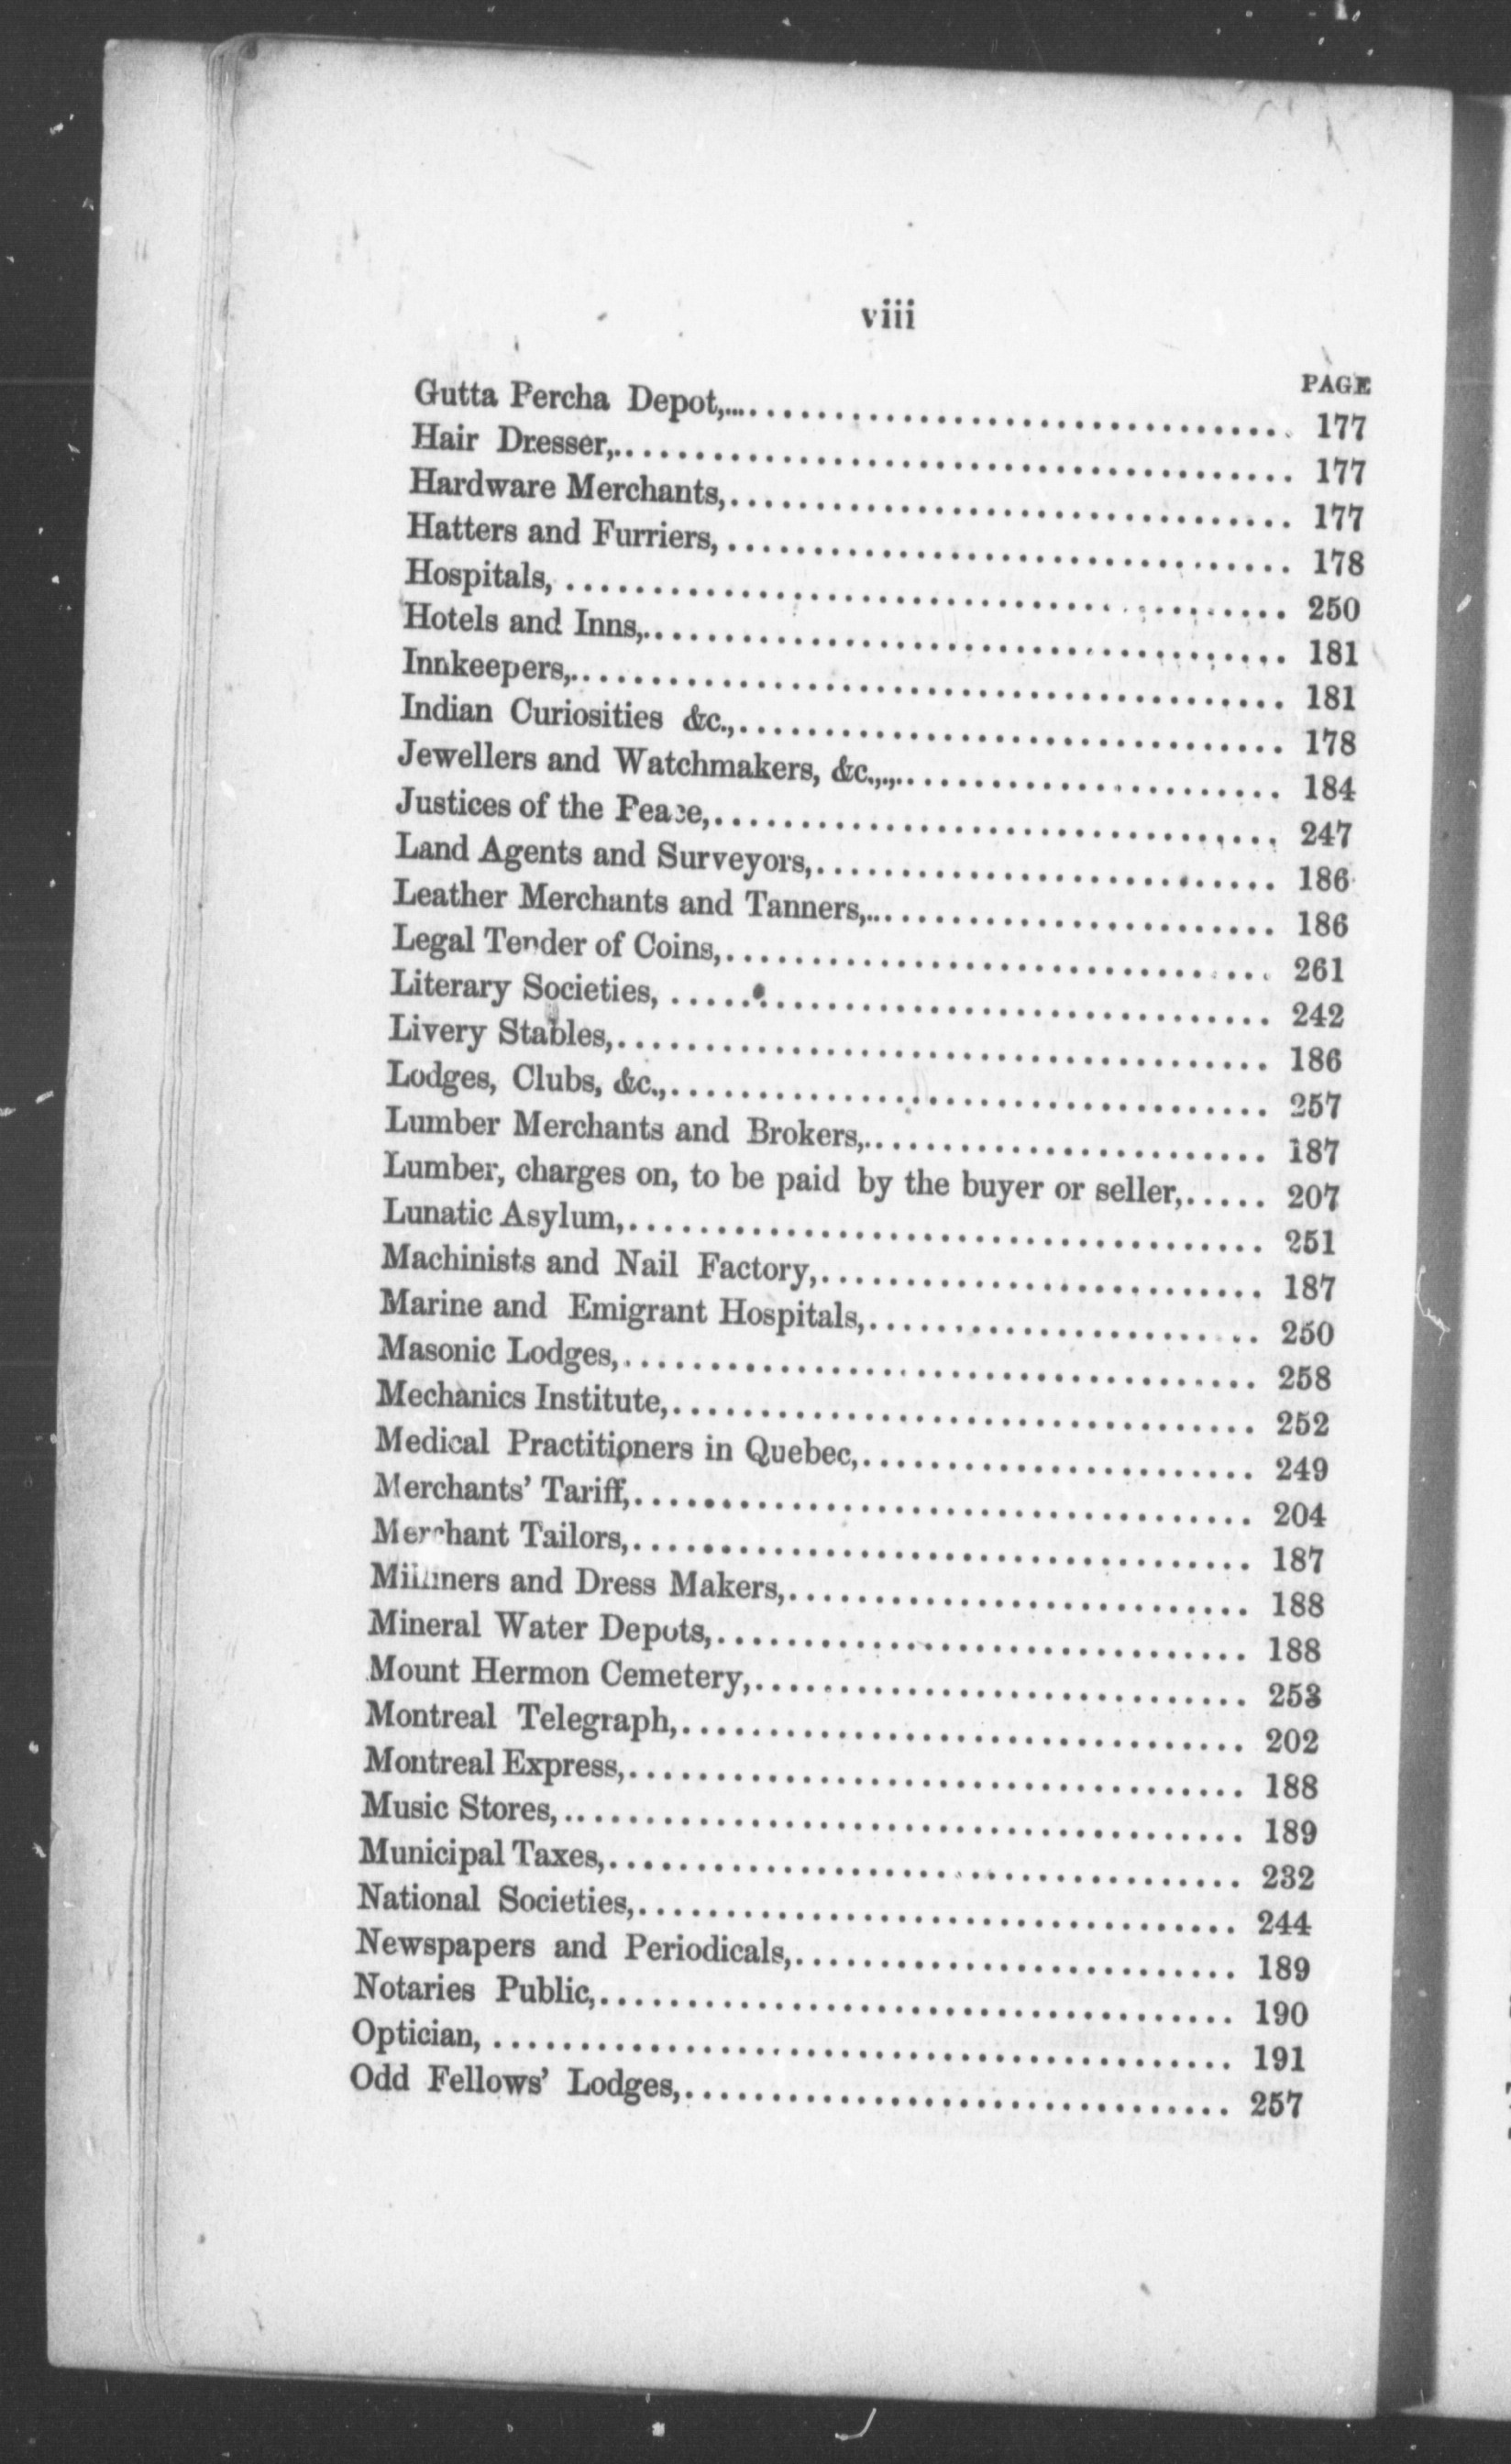 viii
PAGE
Gutta Percha Depot,................................... 177
Hair Dresser,......................................... 177
Hardware Merchants,................................. 177
Hatters and Furriers, ................................. 178
Hospitals, .......................................... 250
Hotels and Inns,...................................... 181
Innkeepers,.......................................... 181
Indian Curiosities &c.,................................ 178
Jewellers and Watchmakers, &c.,.,....................... 184
Justices of the Peace,................................. 247
Land Agents and Surveyors,........................... 186
Leather Merchants and Tanners,........................ 186
Legal Tender of Coins,................................ 261
Literary Societies, ................................... 242
Livery Stables,...................................... 186
Lodges, Clubs, &c.,................................... 257
Lumber Merchants and Brokers,........................ 187
Lumber, charges on, to be paid by the buyer or seller,..... 207
Lunatic Asylum,..................................... 251
Machinists and Nail Factory,.......................... 187
Marine and Emigrant Hospitals,....................... 250
Masonic Lodges,..................................... 258
Mechanics Institute,.................................. 252
Medical Practitioners in Quebec,....................... 249
Merchants' Tariff,.................................... 204
Merchant Tailors,.................................... 187
Milliners and Dress Makers,........................... 188
Mineral Water Depots,............................... 188
Mount Hermon Cemetery,............................. 253
Montreal Telegraph,................................. 202
Montreal Express,.................................... 188
Music Stores,........................................ 189
Municipal Taxes,..................................... 232
National Societies,................................... 244
Newspapers and Periodicals,.......................... 189
Notaries Public,..................................... 190
Optician, ........................................... 191
Odd Fellows' Lodges,................................ 257